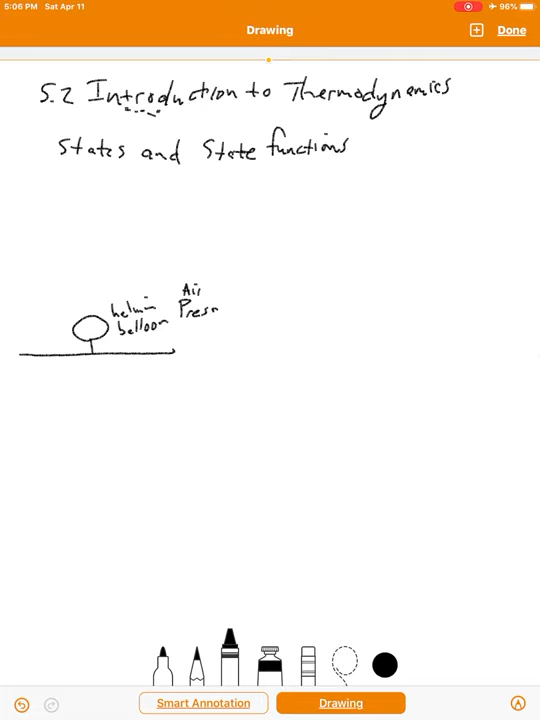 5:06 PM Sat Apr 11
96%
Drawing
Done
5.2 Introduction to Thermodynamics
States and State functions
Air
helium Presr
balloon
Smart Annotation
Drawing